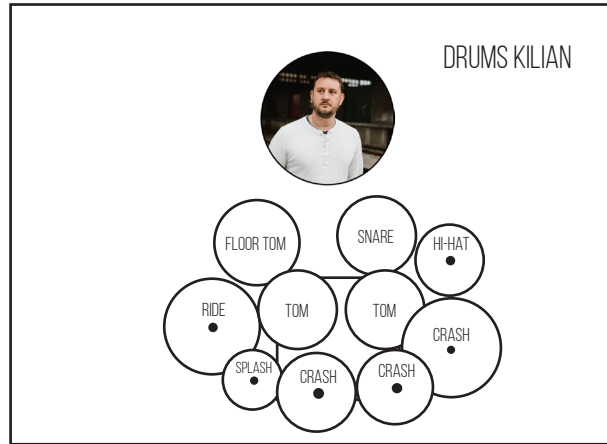 DRUMS KILIAN
FLOOR TOM
SNARE
HI-HAT
RIDE
TOM
TOM
CRASH
SPLASH
CRASH
CRASH